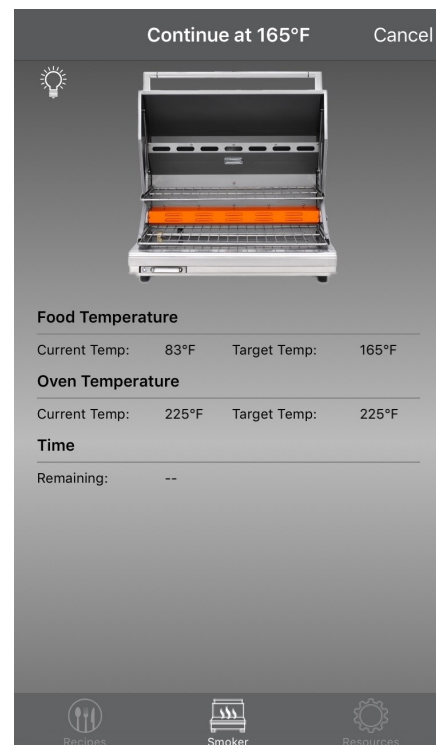 Continue at 165°F Cancel
Food Temperature
Current Temp: 83°F Target Temp: 165°F
Oven Temperature
Current Temp: 225°F Target Temp: 225°F
Time
Remaining: --
Recipes Smoker Resources